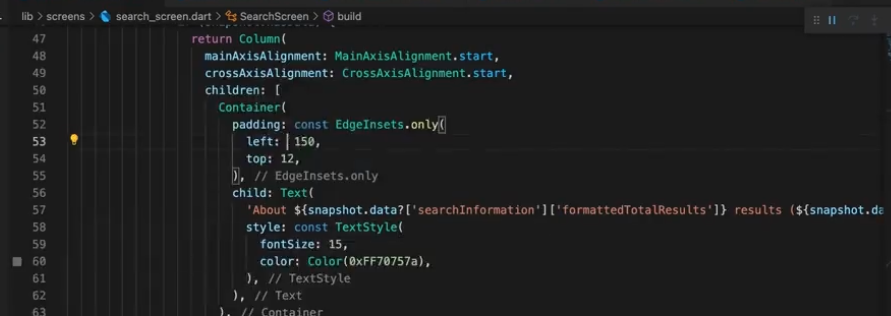 lib > screens > search_screen.dart > SearchScreen > build
47 return Column(
48 mainAxisAlignment: MainAxisAlignment.start,
49 crossAxisAlignment: CrossAxisAlignment.start,
50 children: [
51 Container(
52 padding: const EdgeInsets.only(
53 left: 150,
54 top: 12,
55 ), // EdgeInsets.only
56 child: Text(
57 'About ${snapshot.data?['searchInformation']['formattedTotalResults']} results (${snapshot.da
58 style: const TextStyle(
59 fontSize: 15,
60 color: Color(0xFF70757a),
61 ), // TextStyle
62 ), // Text
63 ), // Container